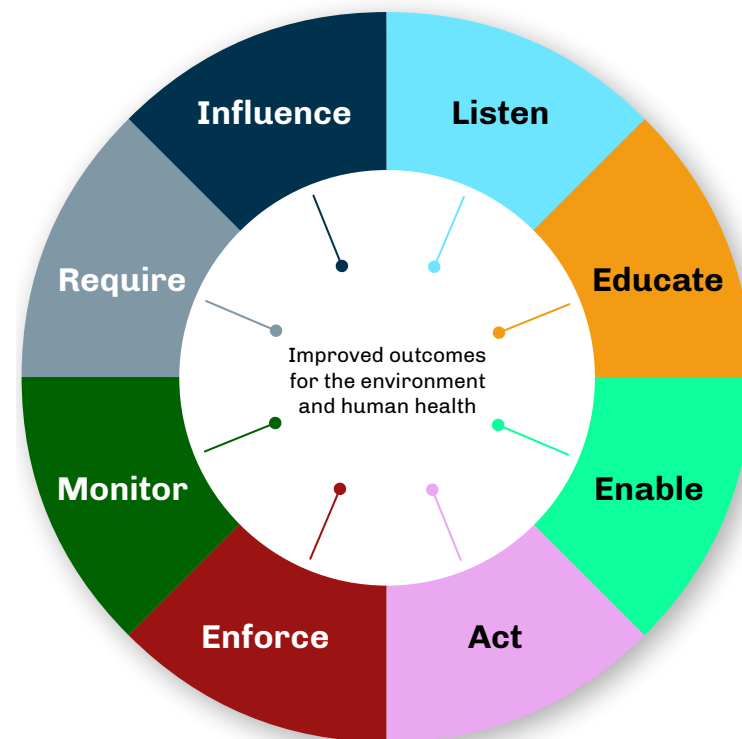 Influence
Listen
Require
Educate
Improved outcomes
for the environment
and human health
Monitor
Enable
Enforce
Act